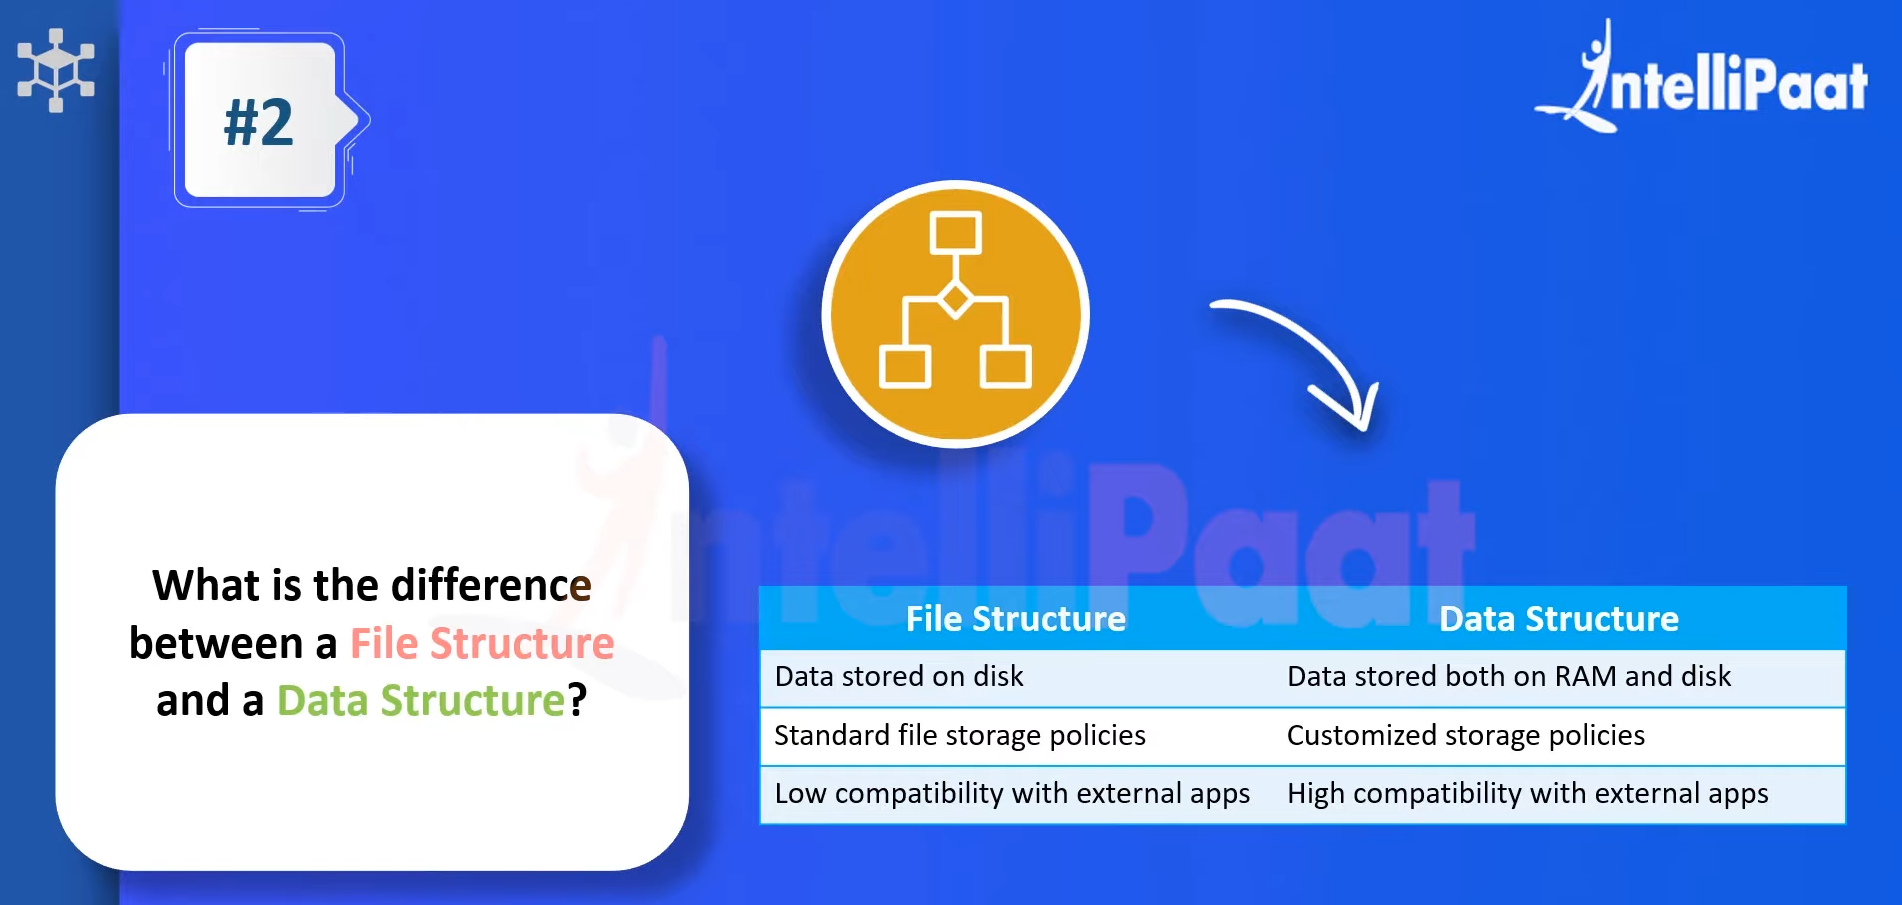 #2
IntelliPaat
What is the difference
between a File Structure
and a Data Structure?
IntelliPaat
File Structure Data Structure
Data stored on disk Data stored both on RAM and disk
Standard file storage policies Customized storage policies
Low compatibility with external apps High compatibility with external apps